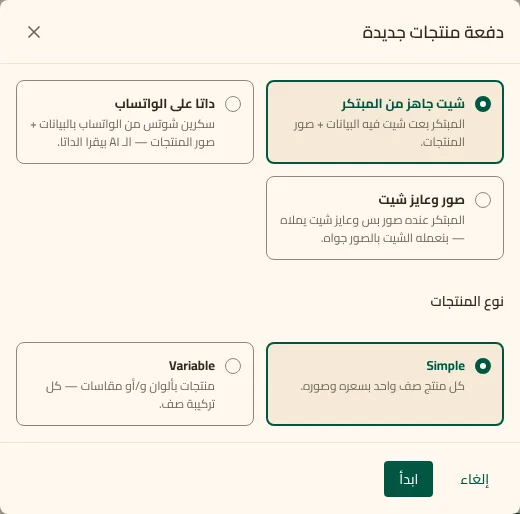 دفعة منتجات جديدة
شيت جاهز من المبتكر
المبتكر بعت شيت فيه البيانات + صور
المنتجات.
داتا على الواتساب
سكرين شوتس من الواتساب بالبيانات +
صور المنتجات — الـ AI بيقرا الداتا.
صور وعايز شيت
المبتكر عنده صور بس وعايز شيت يملاه
— بنعمله الشيت بالصور جواه.
نوع المنتجات
Simple
كل منتج صف واحد بسعره وصوره.
Variable
منتجات بألوان و/أو مقاسات — كل
تركيبة صف.
إلغاء
ابدأ